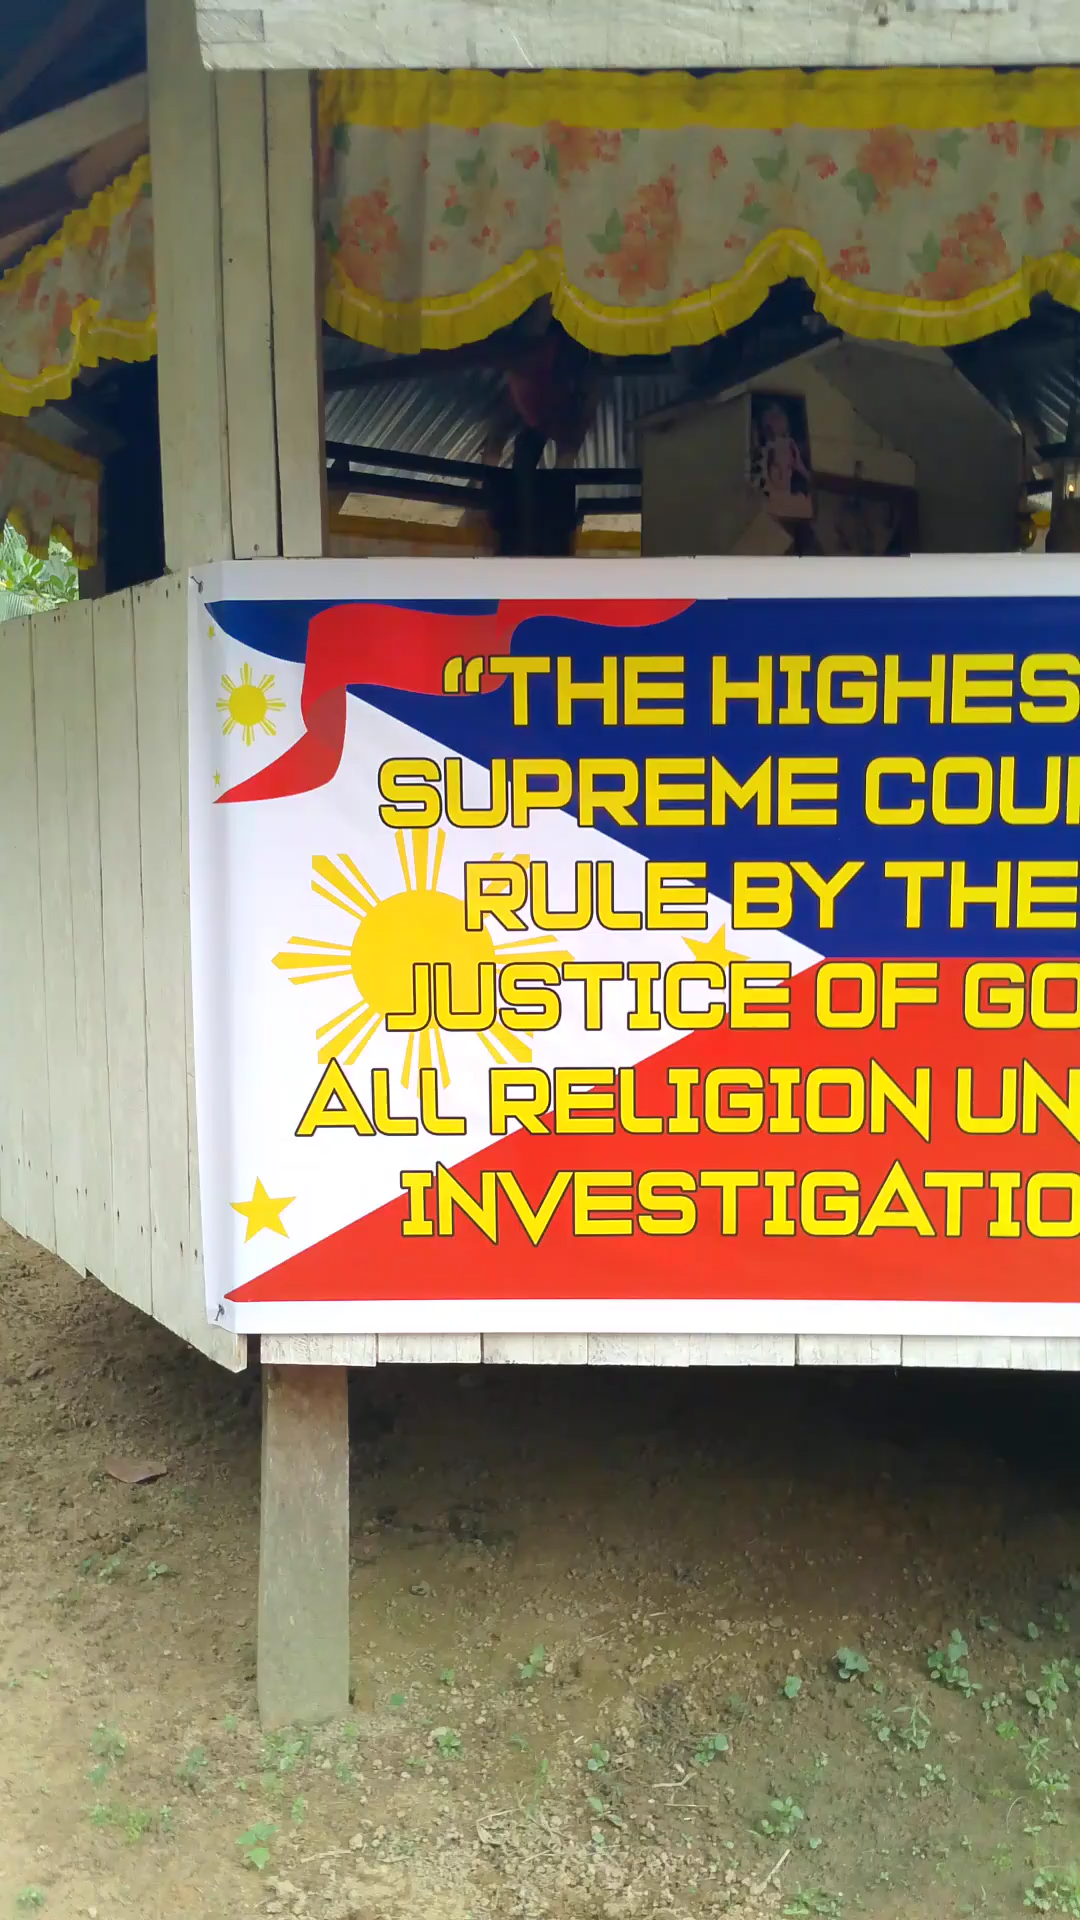 “THE HIGHES
SUPREME COU
RULE BY THE
JUSTICE OF GO
ALL RELIGION UN
INVESTIGATIO